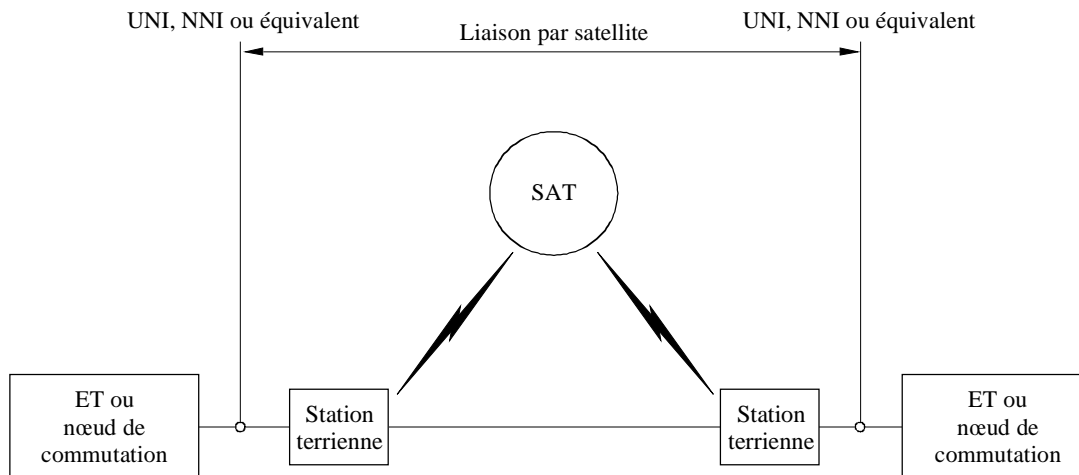 UNI, NNI ou équivalent
UNI, NNI ou équivalent
Liaison par satellite
SAT
ET ou
nœud de
commutation
Station
terrienne
Station
terrienne
ET ou
nœud de
commutation